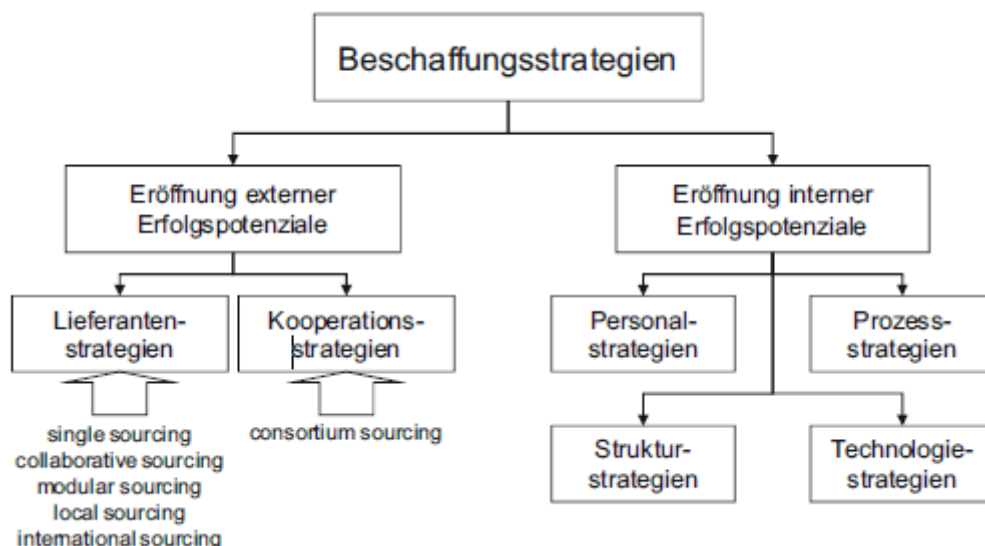 Beschaffungsstrategien
Eröffnung externer
Erfolgspotenziale
Eröffnung interner
Erfolgspotenziale
Lieferanten-
strategien
Kooperations-
strategien
Personal-
strategien
Prozess-
strategien
single sourcing
collaborative sourcing
modular sourcing
local sourcing
international sourcing
consortium sourcing
Struktur-
strategien
Technologie-
strategien